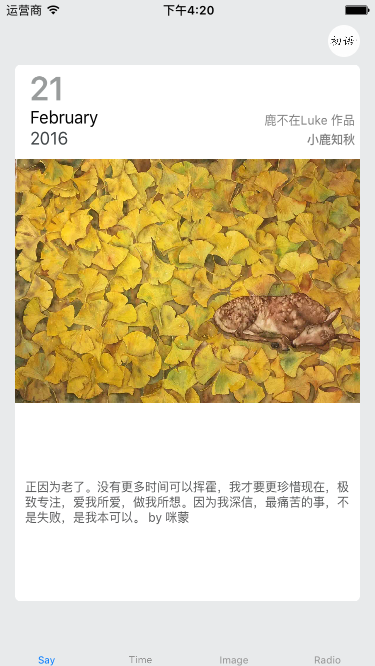 运营商 下午4:20
初语
21
February
2016
鹿不在Luke 作品
小鹿知秋
正因为老了。没有更多时间可以挥霍，我才要更珍惜现在，极
致专注，爱我所爱，做我所想。因为我深信，最痛苦的事，不
是失败，是我本可以。 by 咪蒙
Say Time Image Radio